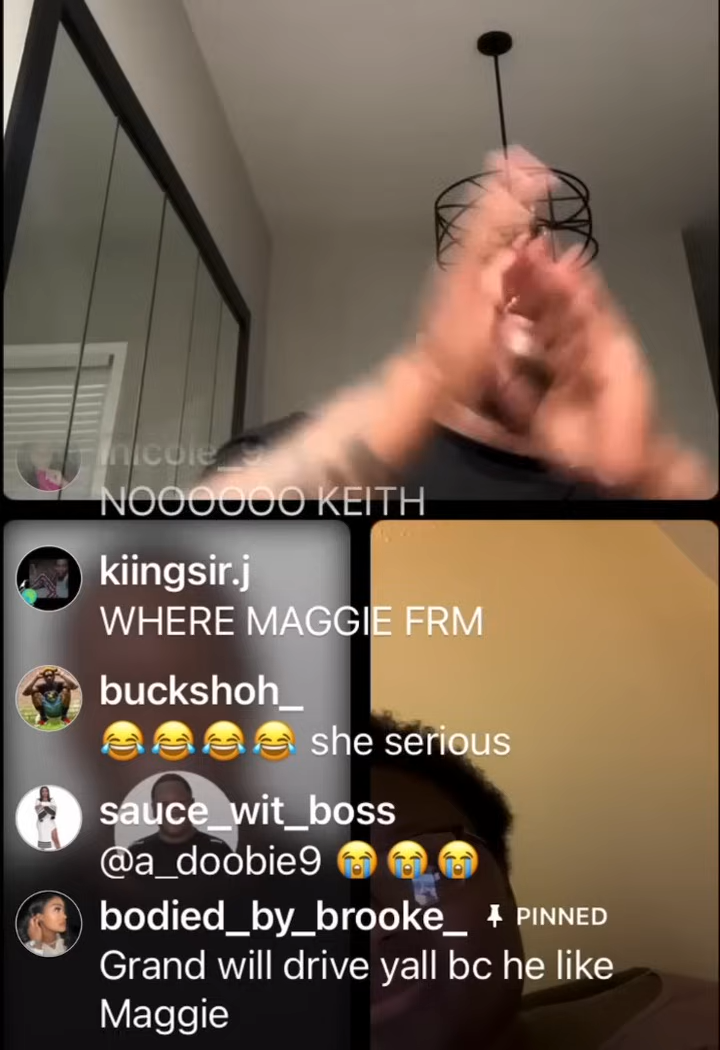 nicole_9
NOOOOOO KEITH
kiingsir.j
WHERE MAGGIE FRM
buckshoh_
😂😂😂😂 she serious
sauce_wit_boss
@a_doobie9 😭😭😭
bodied_by_brooke_ PINNED
Grand will drive yall bc he like
Maggie